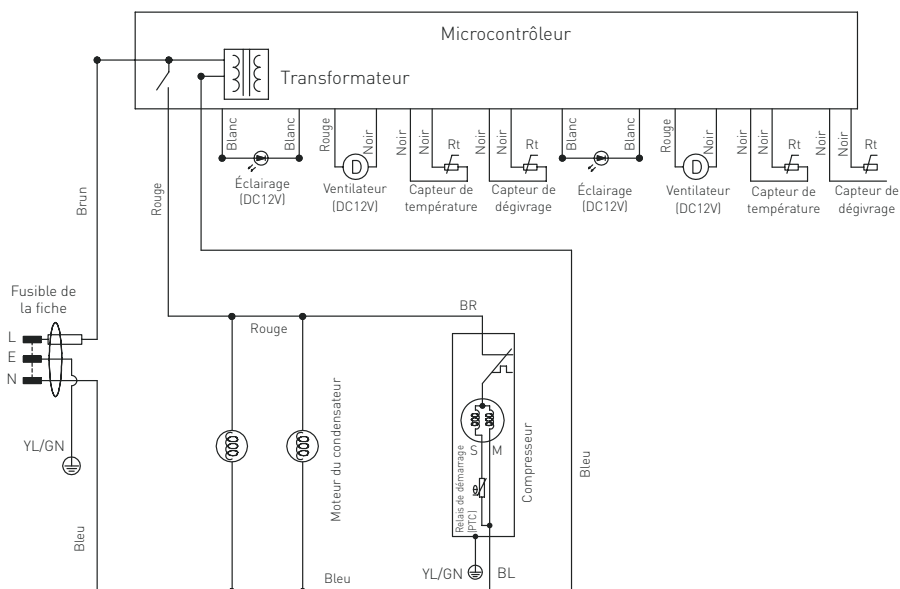 Microcontrôleur
Transformateur
Blanc
Blanc
Rouge
Noir
Noir
Noir
Rt
Noir
Noir
Rt
Blanc
Blanc
Rouge
Noir
Noir
Noir
Rt
Noir
Noir
Rt
D
D
Éclairage
(DC12V)
Ventilateur
(DC12V)
Capteur de
température
Capteur de
dégivrage
Éclairage
(DC12V)
Ventilateur
(DC12V)
Capteur de
température
Capteur de
dégivrage
Brun
Rouge
Fusible de
la fiche
L
E
N
YL/GN
Bleu
Rouge
BR
Moteur du condensateur
S
M
Relais de démarrage
(PTC)
θ
Compresseur
Bleu
Bleu
YL/GN
BL